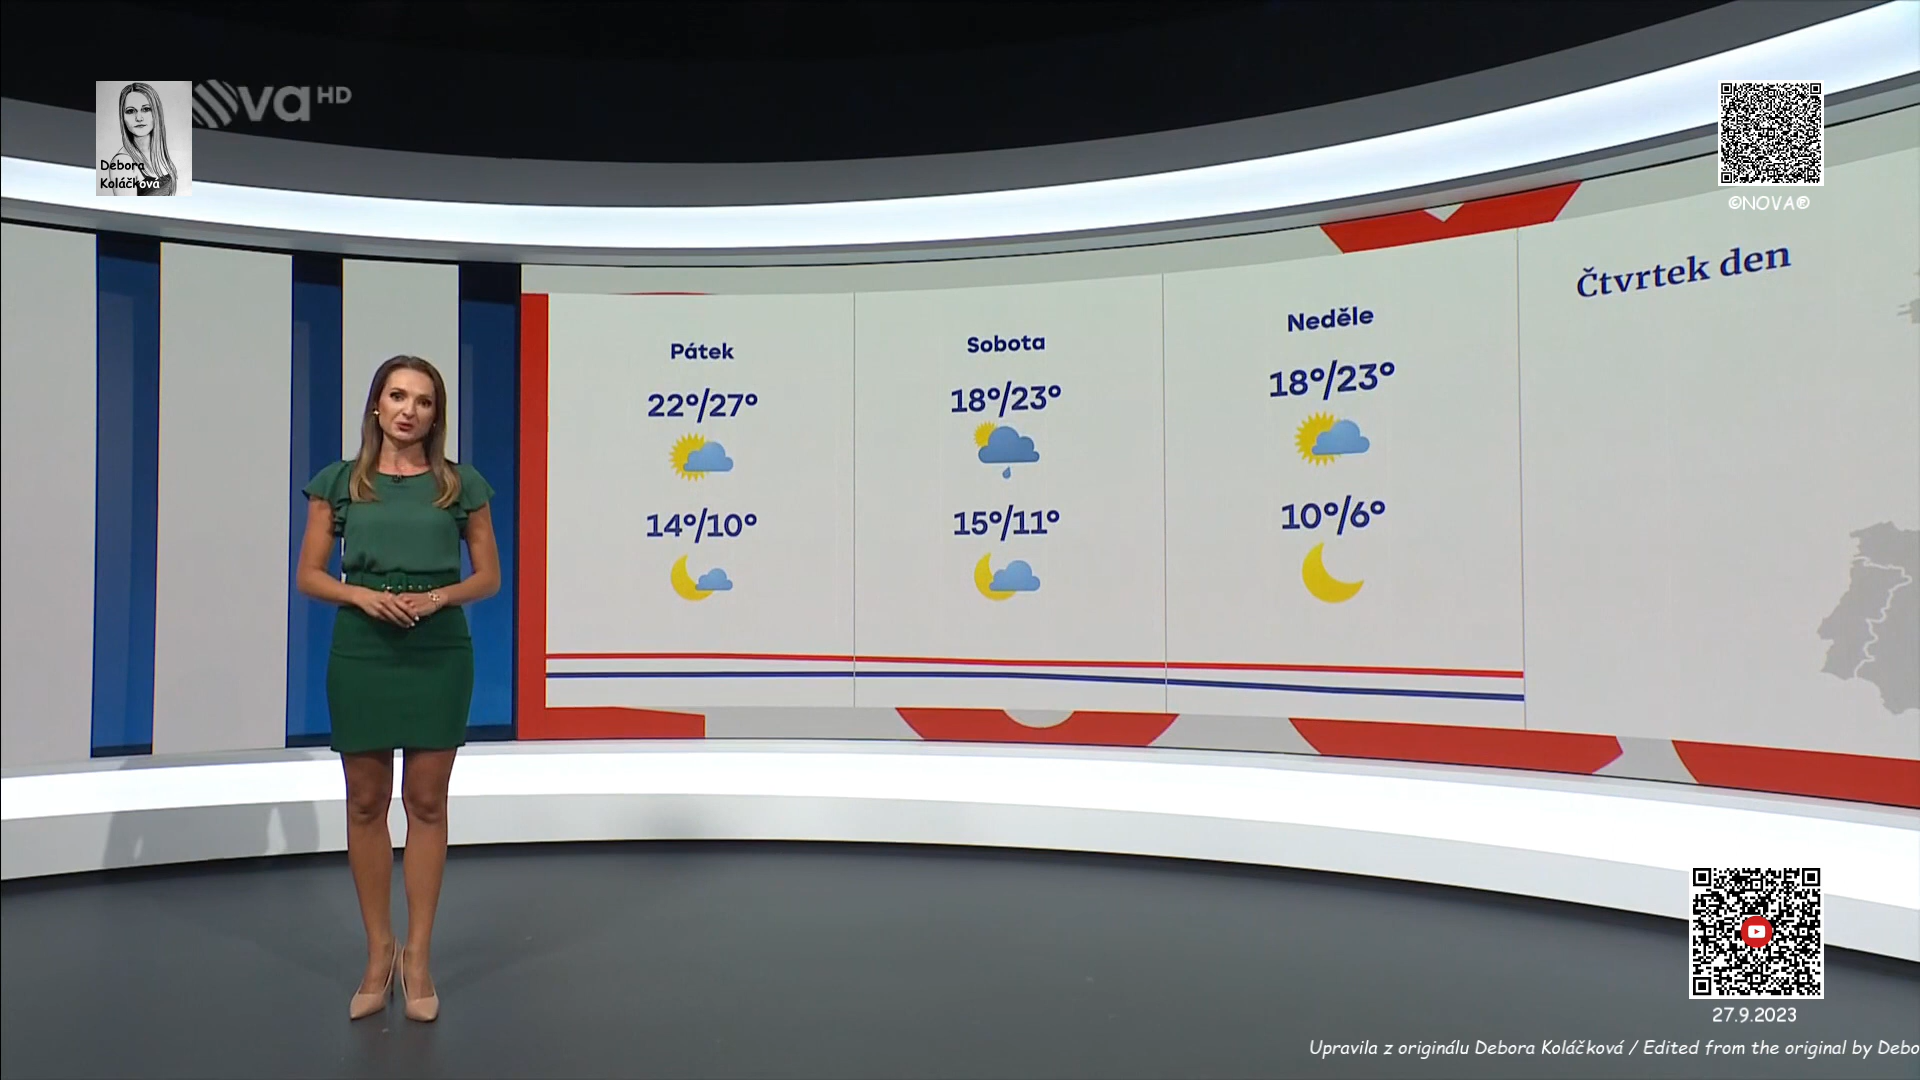 va HD
Debora
Koláčková
©NOVA®
Čtvrtek den
Pátek
22°/27°
14°/10°
Sobota
18°/23°
15°/11°
Neděle
18°/23°
10°/6°
27.9.2023
Upravila z originálu Debora Koláčková / Edited from the original by Debo